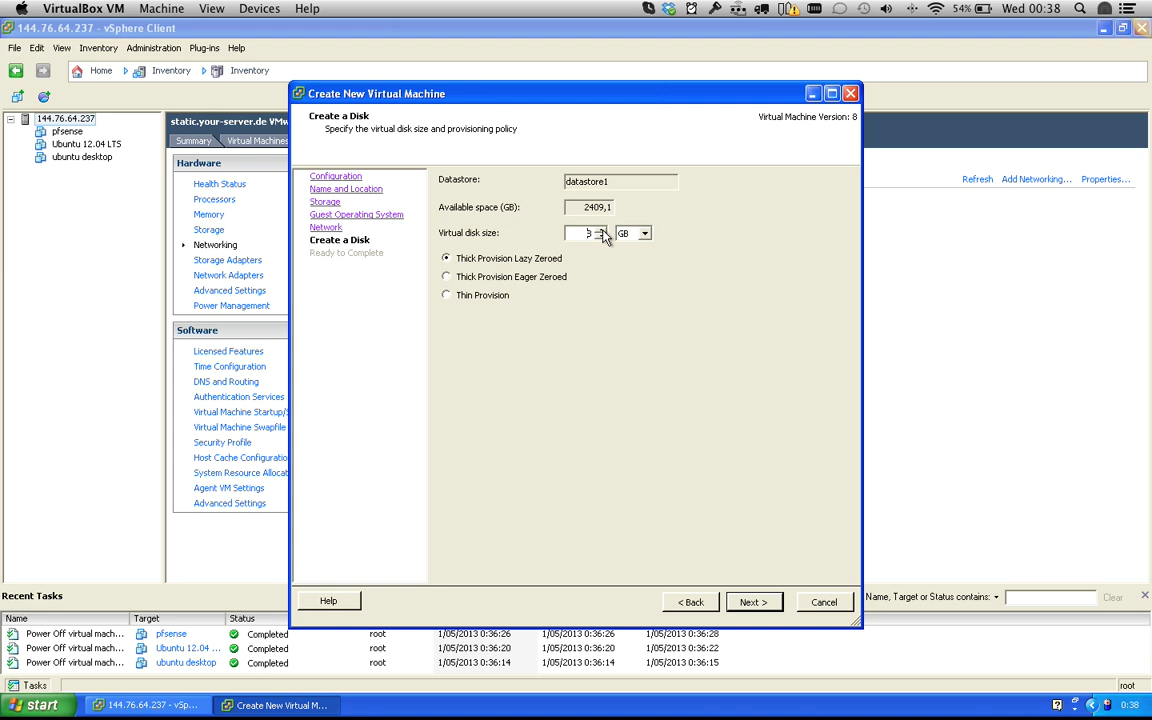 VirtualBox VM Machine View Devices Help 54% Wed 00:38
144.76.64.237 - vSphere Client
File Edit View Inventory Administration Plug-ins Help
Home Inventory Inventory
144.76.64.237
pfsense
Ubuntu 12.04 LTS
ubuntu desktop
static.your-server.de VMw
Summary Virtual Machines
Hardware
Health Status
Processors
Memory
Storage
Networking
Storage Adapters
Network Adapters
Advanced Settings
Power Management
Software
Licensed Features
Time Configuration
DNS and Routing
Authentication Services
Virtual Machine Startup/S
Virtual Machine Swapfile
Security Profile
Host Cache Configuratio
System Resource Allocat
Agent VM Settings
Advanced Settings
Refresh Add Networking... Properties...
Create New Virtual Machine
Create a Disk
Specify the virtual disk size and provisioning policy
Virtual Machine Version: 8
Configuration
Name and Location
Storage
Guest Operating System
Network
Create a Disk
Ready to Complete
Datastore: datastore1
Available space (GB): 2409,1
Virtual disk size: 3 GB
Thick Provision Lazy Zeroed
Thick Provision Eager Zeroed
Thin Provision
Help < Back Next > Cancel
Recent Tasks
Name, Target or Status contains: Clear
Name Target Status
Power Off virtual mach... pfsense Completed root 1/05/2013 0:36:26 1/05/2013 0:36:26 1/05/2013 0:36:28
Power Off virtual mach... Ubuntu 12.04 ... Completed root 1/05/2013 0:36:20 1/05/2013 0:36:20 1/05/2013 0:36:22
Power Off virtual mach... ubuntu desktop Completed root 1/05/2013 0:36:14 1/05/2013 0:36:14 1/05/2013 0:36:15
Tasks root
start 144.76.64.237 - vSp... Create New Virtual M... 0:38